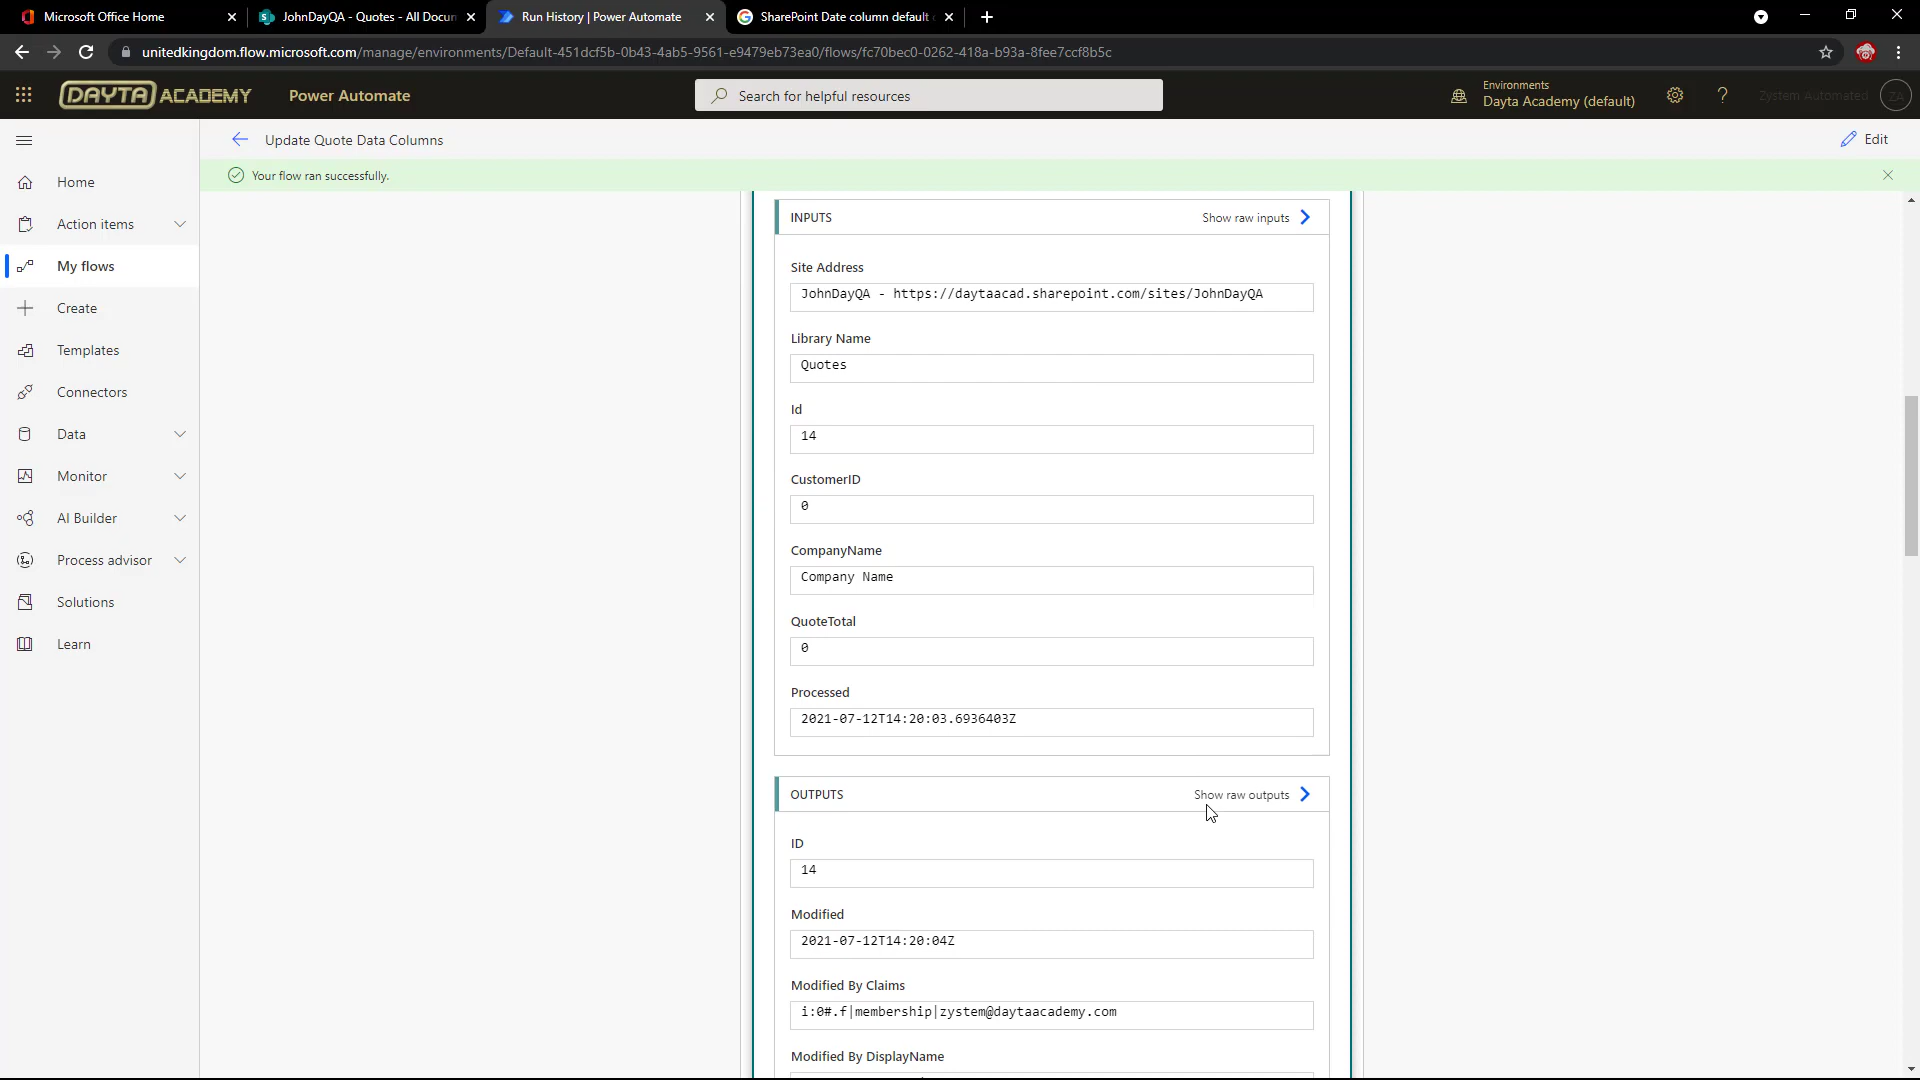 Microsoft Office Home
JohnDayQA - Quotes - All Docun
Run History | Power Automate
SharePoint Date column default
unitedkingdom.flow.microsoft.com/manage/environments/Default-451dcf5b-0b43-4ab5-9561-e9479eb73ea0/flows/fc70bec0-0262-418a-b93a-8fee7ccf8b5c
DAYTA ACADEMY
Power Automate
Search for helpful resources
Environments
Dayta Academy (default)
?
Zystem Automated
ZA
Update Quote Data Columns
Edit
Your flow ran successfully.
Home
Action items
My flows
Create
Templates
Connectors
Data
Monitor
AI Builder
Process advisor
Solutions
Learn
INPUTS
Show raw inputs
Site Address
JohnDayQA - https://daytaacad.sharepoint.com/sites/JohnDayQA
Library Name
Quotes
Id
14
CustomerID
0
CompanyName
Company Name
QuoteTotal
0
Processed
2021-07-12T14:20:03.6936403Z
OUTPUTS
Show raw outputs
ID
14
Modified
2021-07-12T14:20:04Z
Modified By Claims
i:0#.f|membership|zystem@daytaacademy.com
Modified By DisplayName